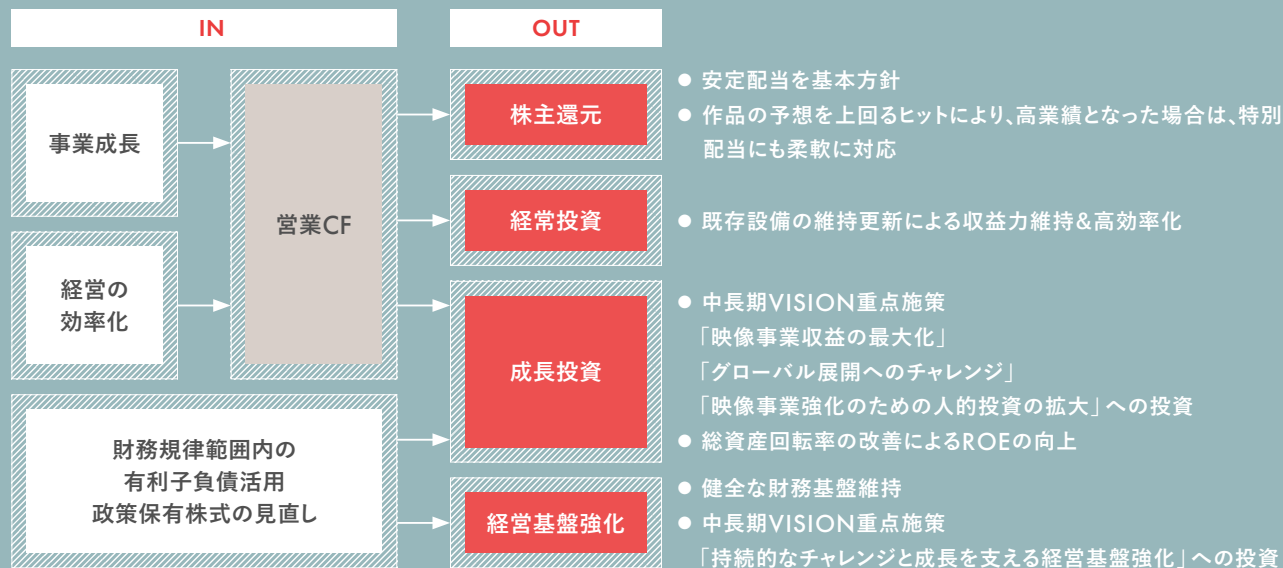 IN
OUT
事業成長
経営の
効率化
営業CF
財務規律範囲内の
有利子負債活用
政策保有株式の見直し
株主還元
● 安定配当を基本方針
● 作品の予想を上回るヒットにより、高業績となった場合は、特別
配当にも柔軟に対応
経常投資
● 既存設備の維持更新による収益力維持&高効率化
成長投資
● 中長期VISION重点施策
「映像事業収益の最大化」
「グローバル展開へのチャレンジ」
「映像事業強化のための人的投資の拡大」への投資
● 総資産回転率の改善によるROEの向上
経営基盤強化
● 健全な財務基盤維持
● 中長期VISION重点施策
「持続的なチャレンジと成長を支える経営基盤強化」への投資